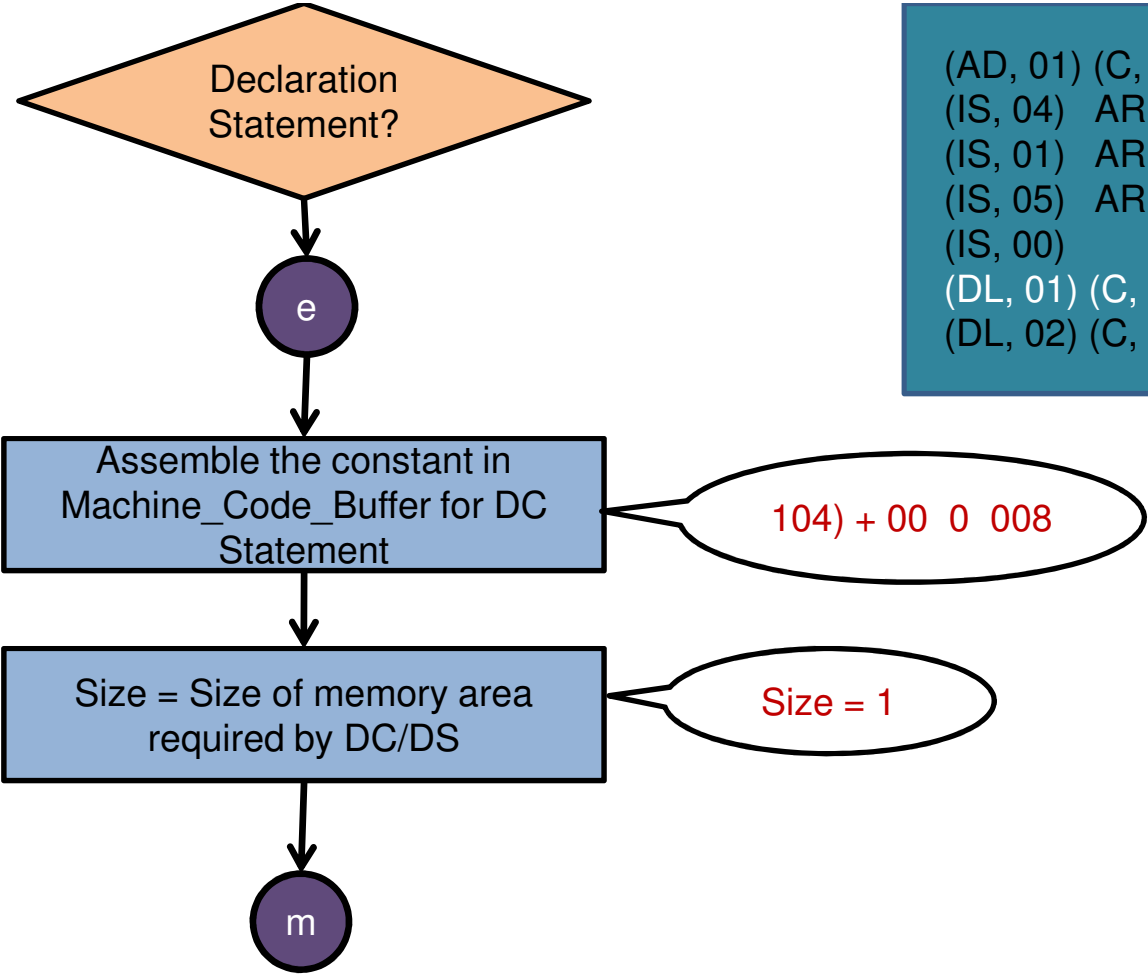 Declaration
Statement?
e
Assemble the constant in
Machine_Code_Buffer for DC
Statement
104) + 00 0 008
Size = Size of memory area
required by DC/DS
Size = 1
m
(AD, 01) (C,
(IS, 04) AR
(IS, 01) AR
(IS, 05) AR
(IS, 00)
(DL, 01) (C,
(DL, 02) (C,